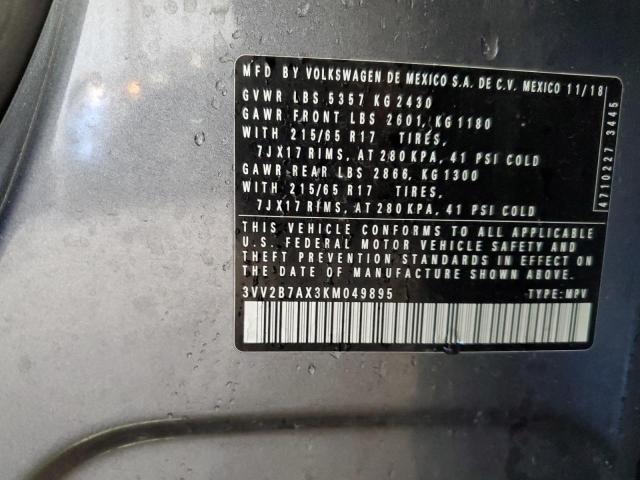 MFD BY VOLKSWAGEN DE MEXICO S.A. DE C.V. MEXICO 11/18
GVWR LBS 5357 KG 2430
GAWR FRONT LBS 2601, KG 1180
WITH 215/65 R17 TIRES,
7JX17 RIMS, AT 280 KPA, 41 PSI COLD
GAWR REAR LBS 2866, KG 1300
WITH 215/65 R17 TIRES,
7JX17 RIMS, AT 280 KPA, 41 PSI COLD
THIS VEHICLE CONFORMS TO ALL APPLICABLE
U.S. FEDERAL MOTOR VEHICLE SAFETY AND
THEFT PREVENTION STANDARDS IN EFFECT ON
THE DATE OF MANUFACTURE SHOWN ABOVE.
3VV2B7AX3KM049895 TYPE: MPV
4710227 3445